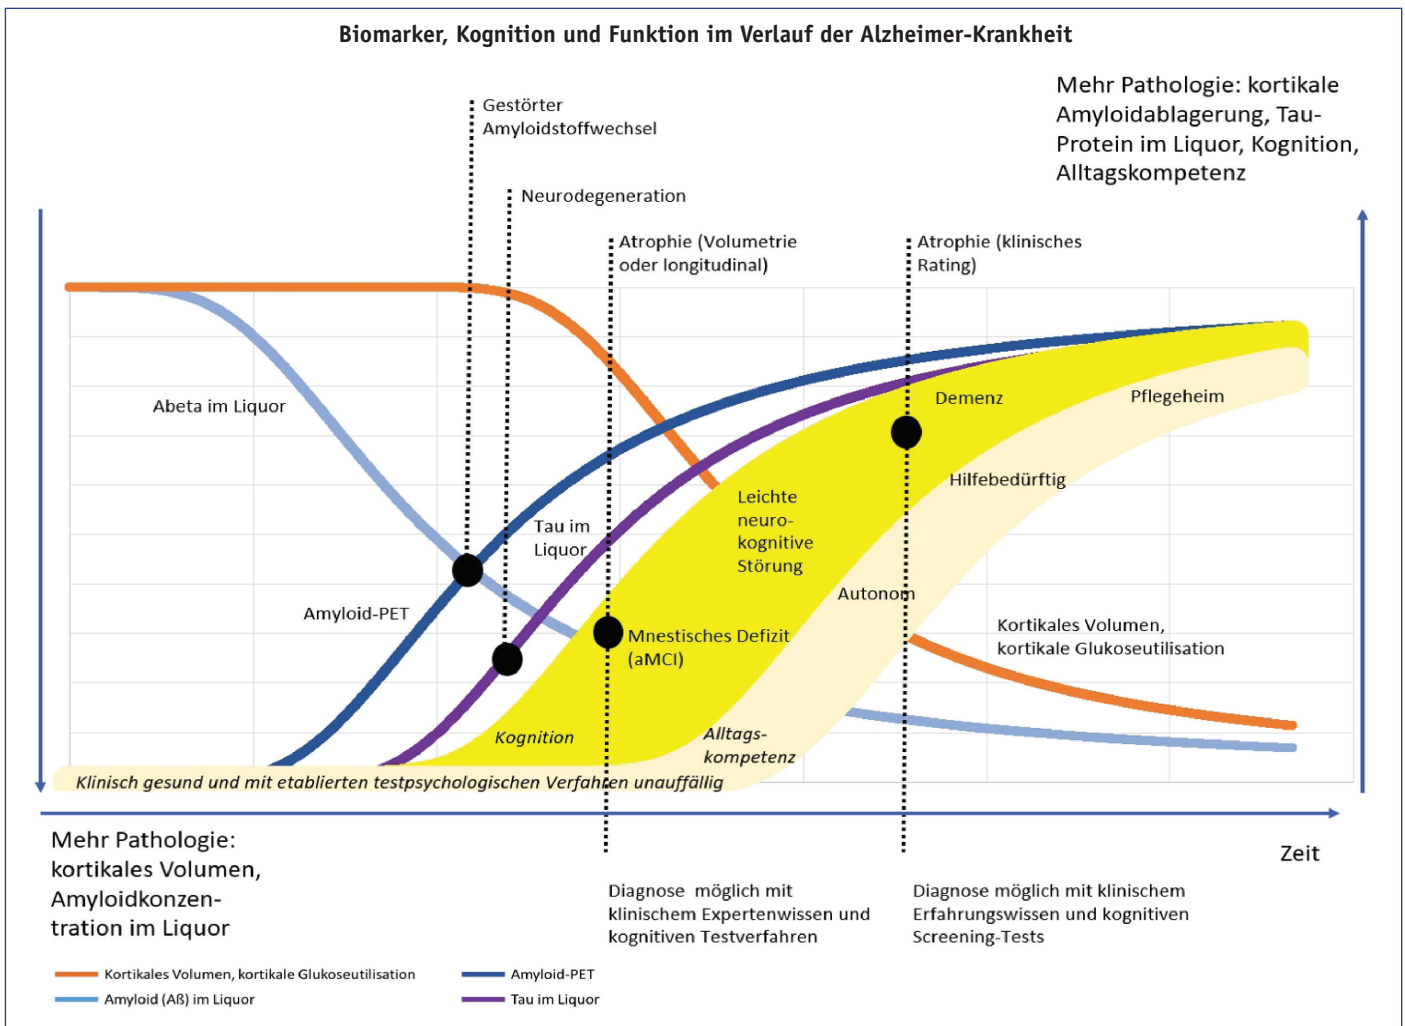 Biomarker, Kognition und Funktion im Verlauf der Alzheimer-Krankheit
Mehr Pathologie: kortikale
Amyloidablagerung, Tau-
Protein im Liquor, Kognition,
Alltagskompetenz
Gestörter
Amyloidstoffwechsel
Neurodegeneration
Atrophie (Volumetrie
oder longitudinal)
Atrophie (klinisches
Rating)
Abeta im Liquor
Demenz
Pflegeheim
Hilfebedürftig
Leichte
neuro-
kognitive
Störung
Tau im
Liquor
Amyloid-PET
Autonom
Mnestisches Defizit
(aMCI)
Kortikales Volumen,
kortikale Glukoseutilisation
Kognition
Alltags-
kompetenz
Klinisch gesund und mit etablierten testpsychologischen Verfahren unauffällig
Mehr Pathologie:
kortikales Volumen,
Amyloidkonzen-
tration im Liquor
Zeit
Diagnose möglich mit
klinischem Expertenwissen und
kognitiven Testverfahren
Diagnose möglich mit klinischem
Erfahrungswissen und kognitiven
Screening-Tests
Kortikales Volumen, kortikale Glukoseutilisation
Amyloid-PET
Amyloid (Aß) im Liquor
Tau im Liquor